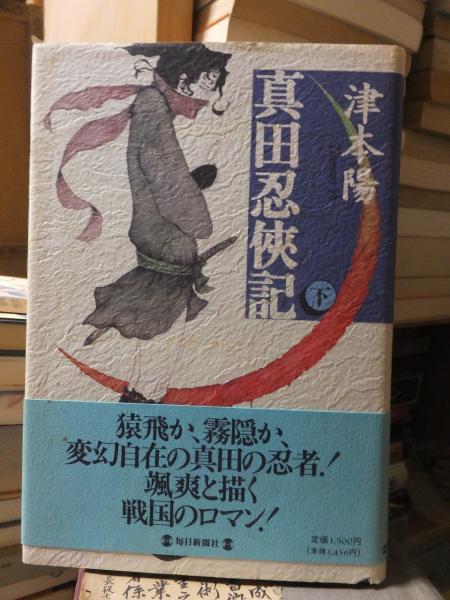 津本陽
真田忍俠記
下
猿飛か、霧隠か、
変幻自在の真田の忍者!
颯爽と描く
戦国のロマン!
毎日新聞社
定価1,500円
(本体1,456円)